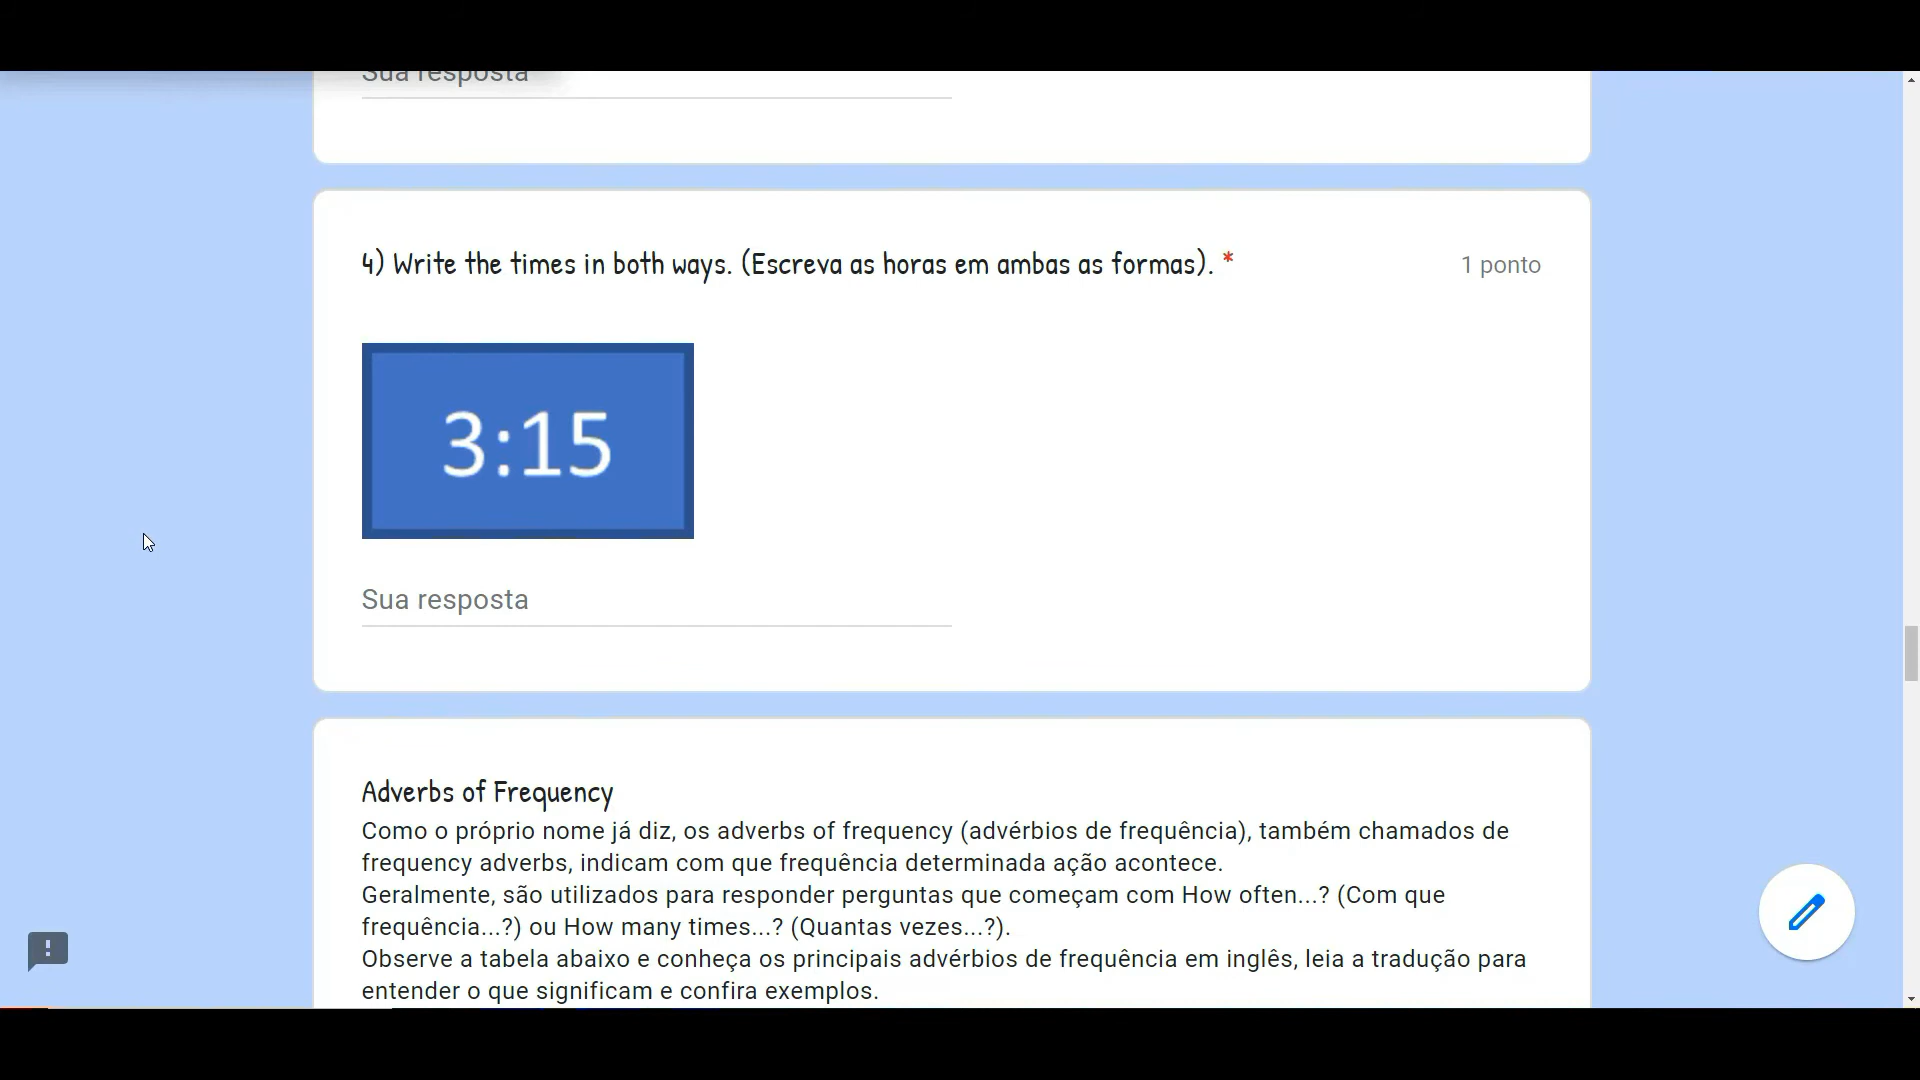 Sua resposta
4) Write the times in both ways. (Escreva as horas em ambas as formas). *
1 ponto
3:15
Sua resposta
Adverbs of Frequency
Como o próprio nome já diz, os adverbs of frequency (advérbios de frequência), também chamados de
frequency adverbs, indicam com que frequência determinada ação acontece.
Geralmente, são utilizados para responder perguntas que começam com How often...? (Com que
frequência...?) ou How many times...? (Quantas vezes...?).
Observe a tabela abaixo e conheça os principais advérbios de frequência em inglês, leia a tradução para
entender o que significam e confira exemplos.